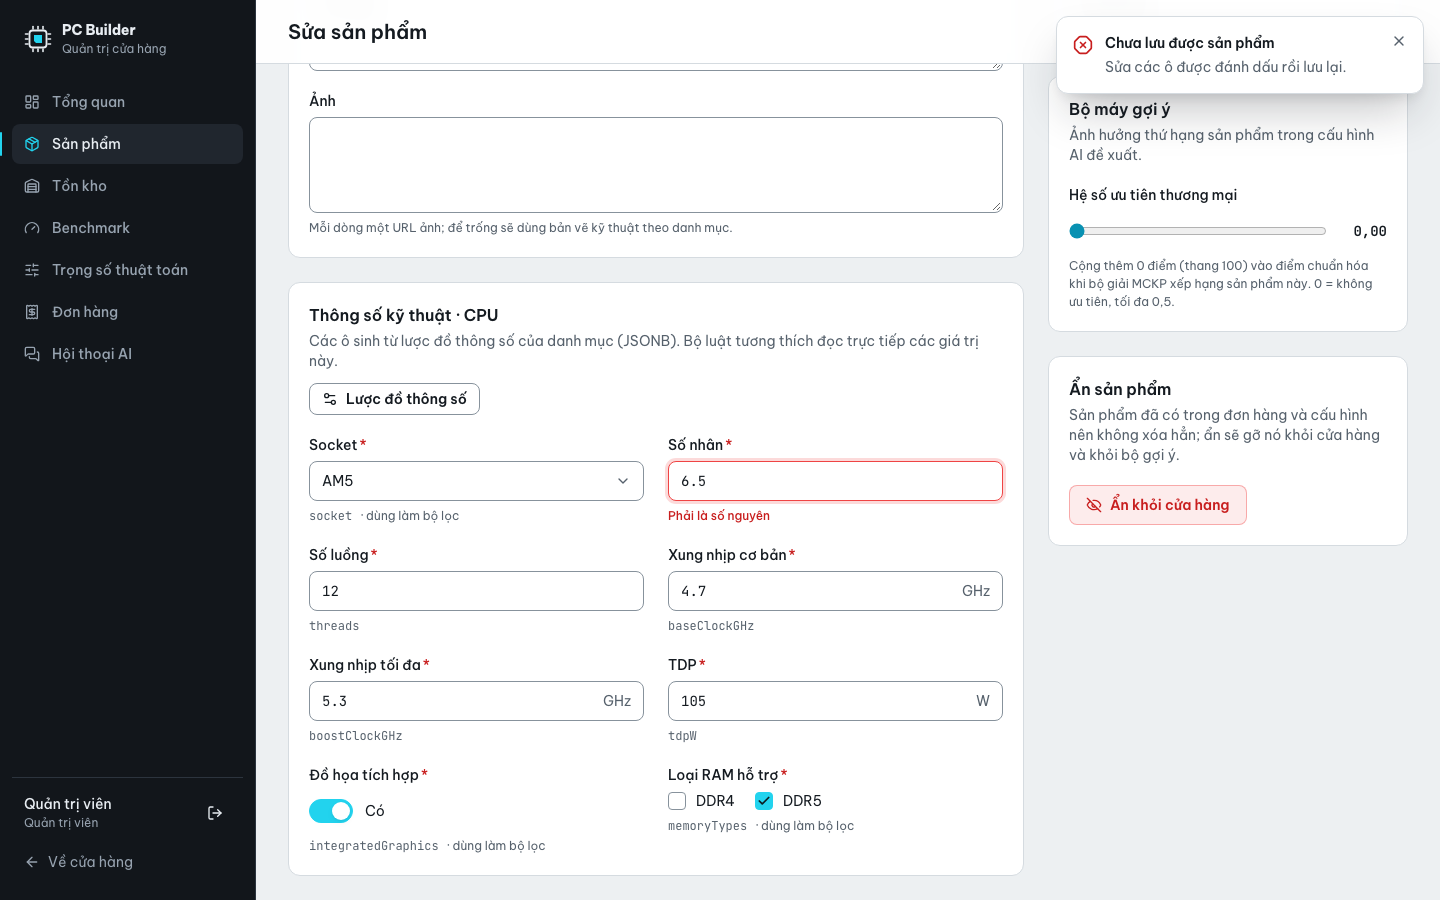 PC Builder
Quản trị cửa hàng
Tổng quan
Sản phẩm
Tồn kho
Benchmark
Trọng số thuật toán
Đơn hàng
Hội thoại AI
Quản trị viên
Quản trị viên
Về cửa hàng
Sửa sản phẩm
Chưa lưu được sản phẩm
Sửa các ô được đánh dấu rồi lưu lại.
Ảnh
Mỗi dòng một URL ảnh; để trống sẽ dùng bản vẽ kỹ thuật theo danh mục.
Thông số kỹ thuật · CPU
Các ô sinh từ lược đồ thông số của danh mục (JSONB). Bộ luật tương thích đọc trực tiếp các giá trị
này.
Lược đồ thông số
Socket*
AM5
socket · dùng làm bộ lọc
Số nhân*
6.5
Phải là số nguyên
Số luồng*
12
threads
Xung nhịp cơ bản*
4.7 GHz
baseClockGHz
Xung nhịp tối đa*
5.3 GHz
boostClockGHz
TDP*
105 W
tdpW
Đồ họa tích hợp*
Có
integratedGraphics · dùng làm bộ lọc
Loại RAM hỗ trợ*
DDR4 DDR5
memoryTypes · dùng làm bộ lọc
Bộ máy gợi ý
Ảnh hưởng thứ hạng sản phẩm trong cấu hình
AI đề xuất.
Hệ số ưu tiên thương mại
0,00
Cộng thêm 0 điểm (thang 100) vào điểm chuẩn hóa
khi bộ giải MCKP xếp hạng sản phẩm này. 0 = không
ưu tiên, tối đa 0,5.
Ẩn sản phẩm
Sản phẩm đã có trong đơn hàng và cấu hình
nên không xóa hẳn; ẩn sẽ gỡ nó khỏi cửa hàng
và khỏi bộ gợi ý.
Ẩn khỏi cửa hàng